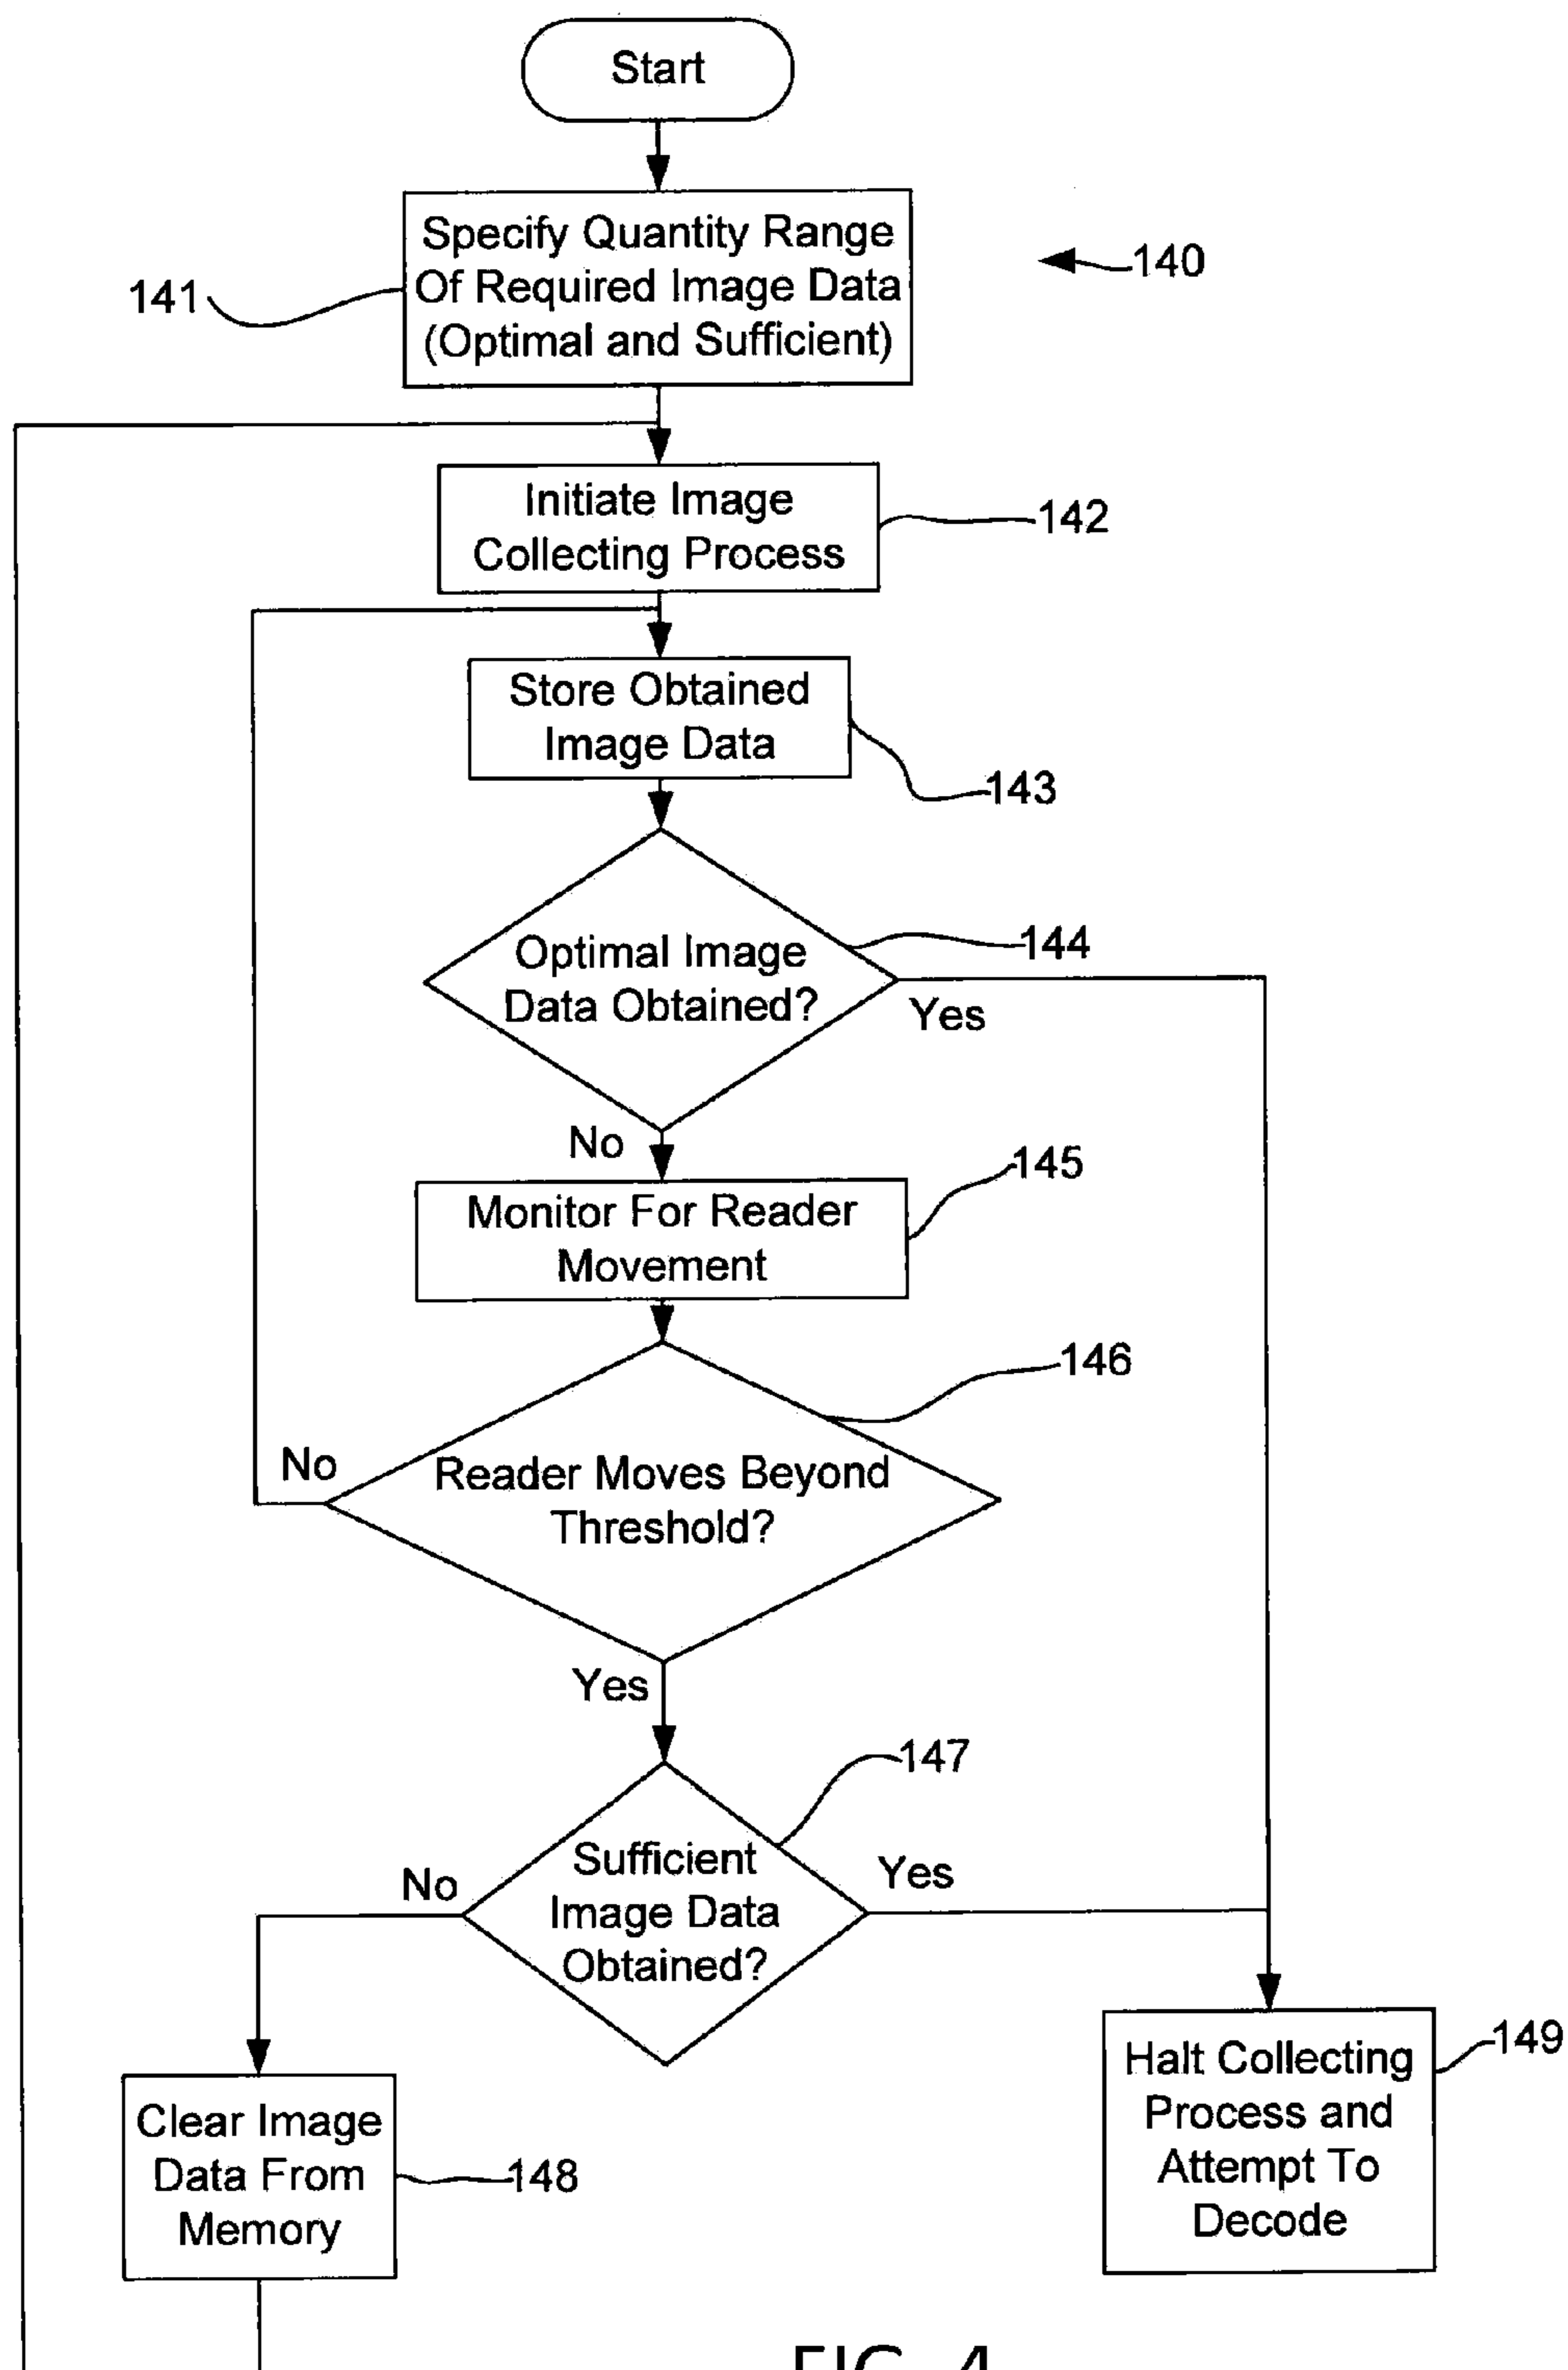 Start
Specify Quantity Range
Of Required Image Data
(Optimal and Sufficient)
140
141
Initiate Image
Collecting Process
142
Store Obtained
Image Data
143
Optimal Image
Data Obtained?
144
Yes
No
Monitor For Reader
Movement
145
146
No
Reader Moves Beyond
Threshold?
Yes
147
Sufficient
Image Data
Obtained?
No
Yes
Clear Image
Data From
Memory
148
Halt Collecting
Process and
Attempt To
Decode
149
FIG. 4